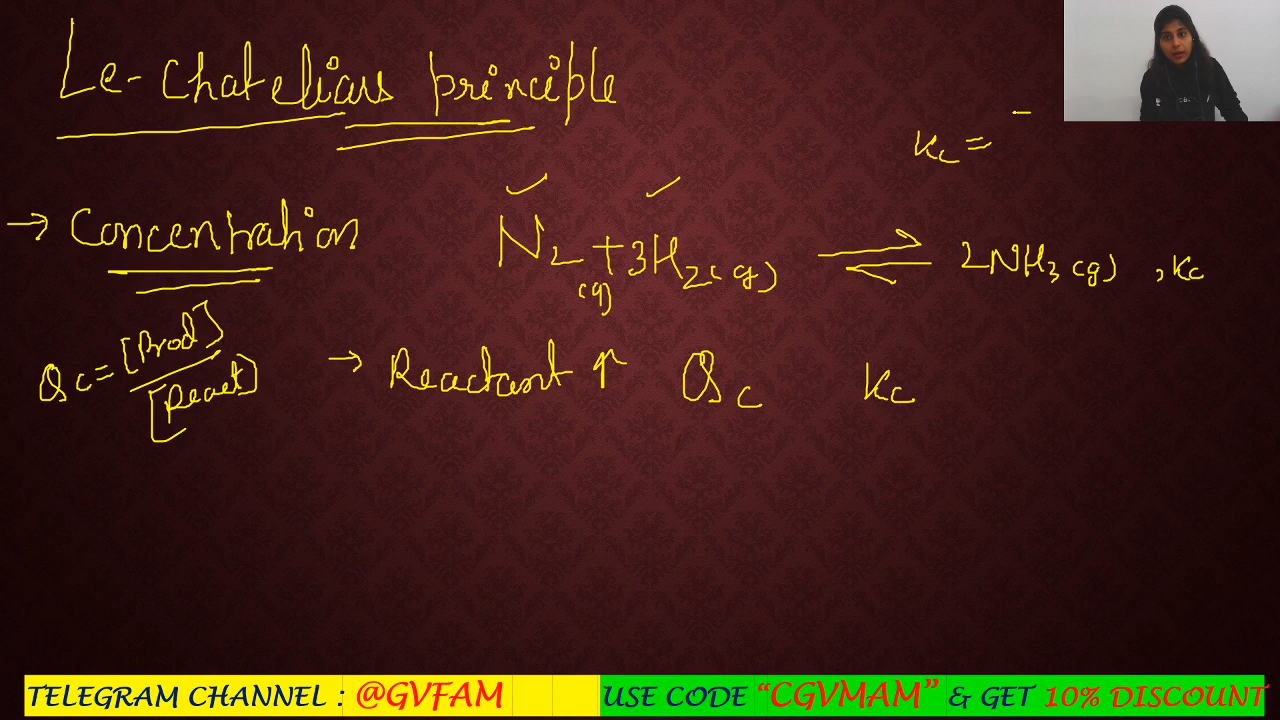 Le-Chatelians principle
Kc =
→ Concentration
N2(g) + 3H2(g) ⇌ 2NH3(g) , Kc
Qc = [Prod] / [React]
→ Reactant ↑ Qc Kc
TELEGRAM CHANNEL : @GVFAM USE CODE “CGVMAM” & GET 10% DISCOUNT